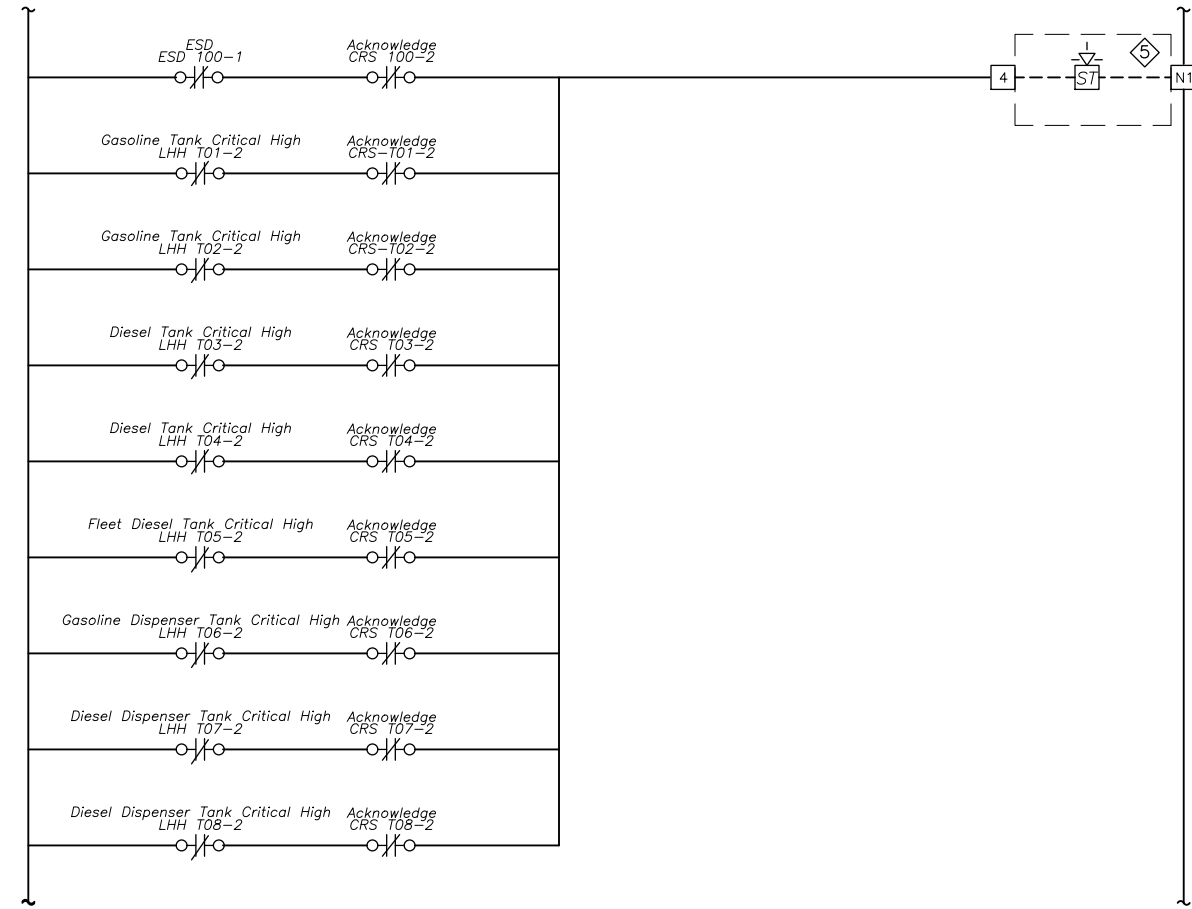 ESD
ESD 100-1
Acknowledge
CRS 100-2
4
ST
5
N1
Gasoline Tank Critical High
LHH T01-2
Acknowledge
CRS-T01-2
Gasoline Tank Critical High
LHH T02-2
Acknowledge
CRS-T02-2
Diesel Tank Critical High
LHH T03-2
Acknowledge
CRS T03-2
Diesel Tank Critical High
LHH T04-2
Acknowledge
CRS T04-2
Fleet Diesel Tank Critical High
LHH T05-2
Acknowledge
CRS T05-2
Gasoline Dispenser Tank Critical High
LHH T06-2
Acknowledge
CRS T06-2
Diesel Dispenser Tank Critical High
LHH T07-2
Acknowledge
CRS T07-2
Diesel Dispenser Tank Critical High
LHH T08-2
Acknowledge
CRS T08-2